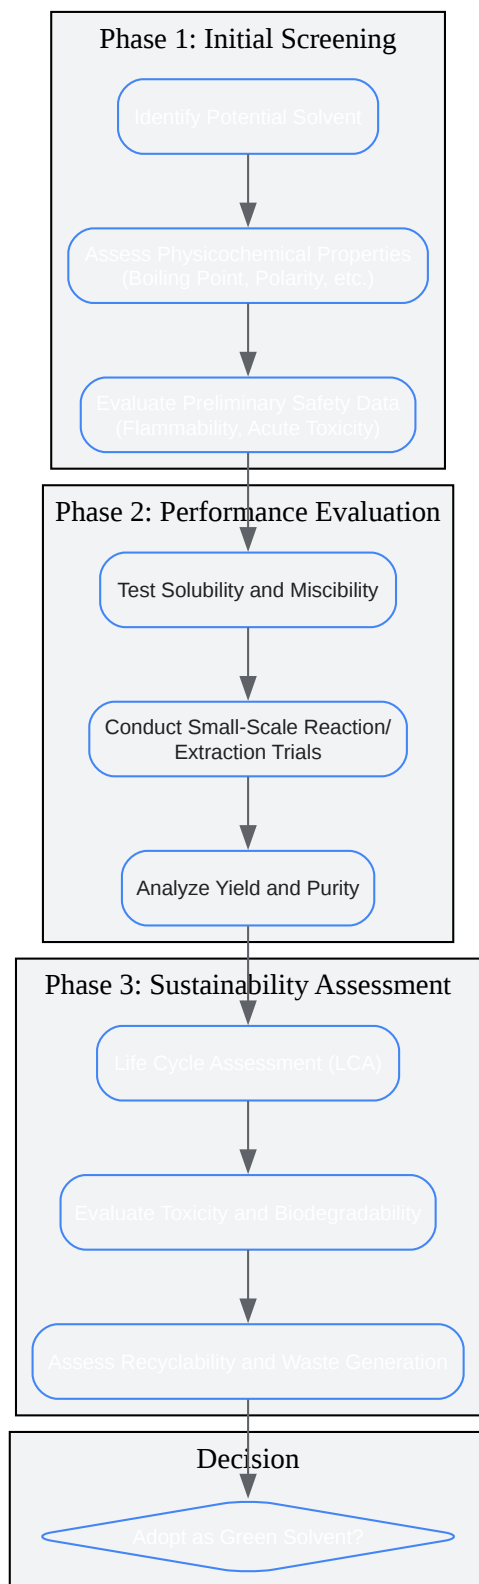 Phase 1: Initial Screening
Identify Potential Solvent
Assess Physicochemical Properties
(Boiling Point, Polarity, etc.)
Evaluate Preliminary Safety Data
(Flammability, Acute Toxicity)
Phase 2: Performance Evaluation
Test Solubility and Miscibility
Conduct Small-Scale Reaction/
Extraction Trials
Analyze Yield and Purity
Phase 3: Sustainability Assessment
Life Cycle Assessment (LCA)
Evaluate Toxicity and Biodegradability
Assess Recyclability and Waste Generation
Decision
Adopt as Green Solvent?